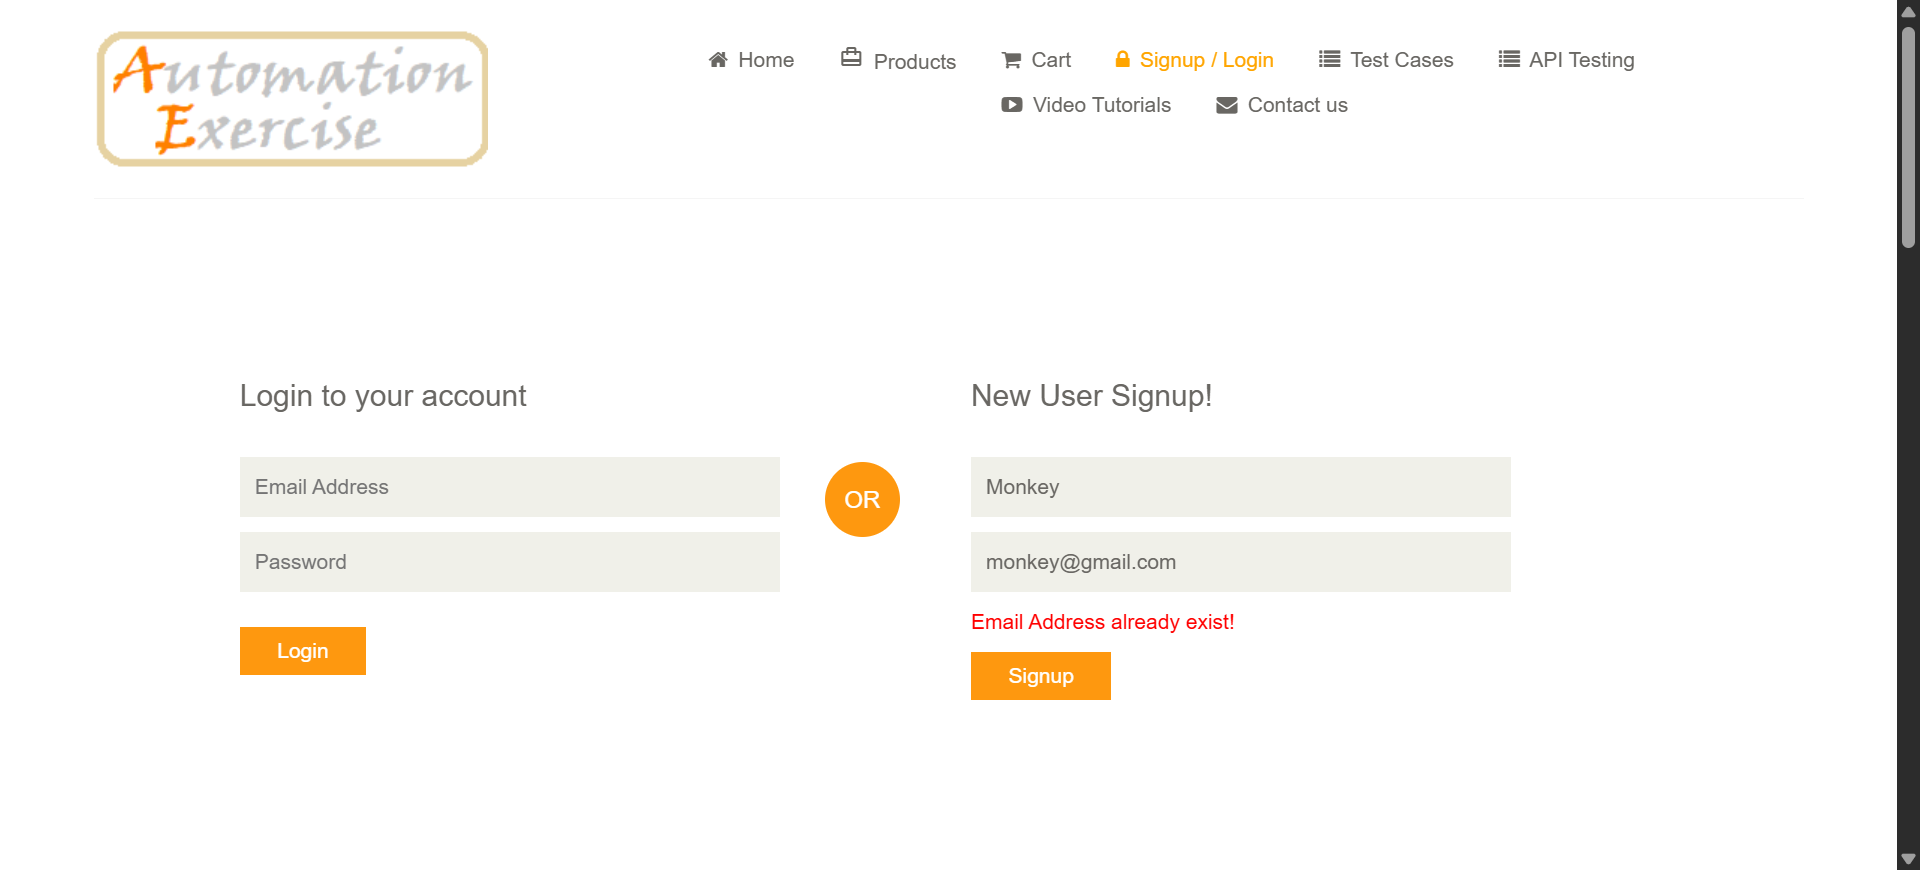 Automation
Exercise
Home
Products
Cart
Signup / Login
Test Cases
API Testing
Video Tutorials
Contact us
Login to your account
Email Address
Password
Login
OR
New User Signup!
Monkey
monkey@gmail.com
Email Address already exist!
Signup